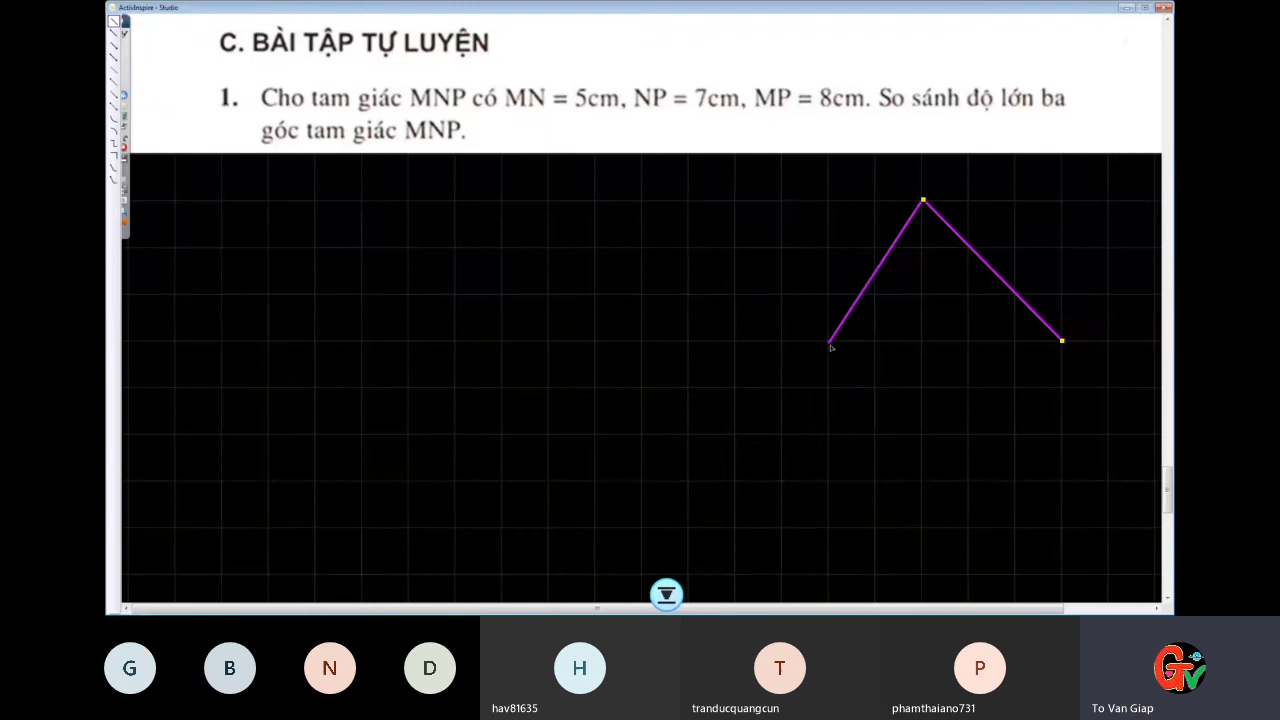 ActivInspire - Studio
C. BÀI TẬP TỰ LUYỆN
1. Cho tam giác MNP có MN = 5cm, NP = 7cm, MP = 8cm. So sánh độ lớn ba
góc tam giác MNP.
G B N D H T P GV
hav81635 tranducquangcun phamthaiano731 To Van Giap